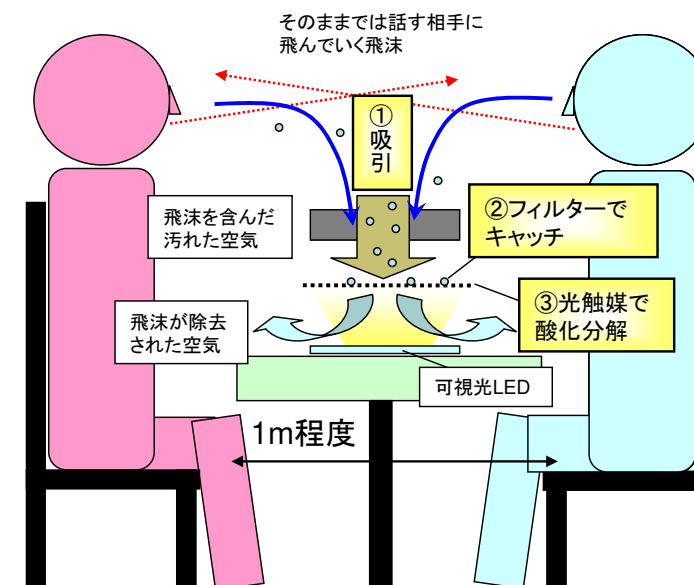 そのままでは話す相手に
飛んでいく飛沫
①
吸
引
飛沫を含んだ
汚れた空気
②フィルターで
キャッチ
飛沫が除去
された空気
③光触媒で
酸化分解
可視光LED
1m程度